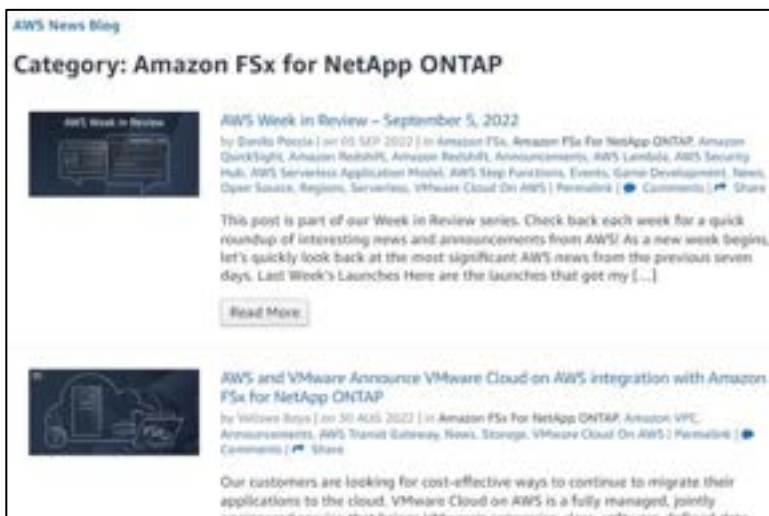 AWS News Blog
Category: Amazon FSx for NetApp ONTAP
AWS Week in Review
AWS Week in Review – September 5, 2022
by Danilo Poccia | on 05 SEP 2022 | in Amazon FSx, Amazon FSx For NetApp ONTAP, Amazon
QuickSight, Amazon Redshift, Amazon Redshift, Announcements, AWS Lambda, AWS Security
Hub, AWS Serverless Application Model, AWS Step Functions, Events, Game Development, News,
Open Source, Regions, Serverless, VMware Cloud On AWS | Permalink | Comments | Share
This post is part of our Week in Review series. Check back each week for a quick
roundup of interesting news and announcements from AWS! As a new week begins,
let's quickly look back at the most significant AWS news from the previous seven
days. Last Week's Launches Here are the launches that got my […]
Read More
AWS and VMware Announce VMware Cloud on AWS integration with Amazon
FSx for NetApp ONTAP
FSx
by Veliswa Boya | on 30 AUG 2022 | in Amazon FSx For NetApp ONTAP, Amazon VPC,
Announcements, AWS Transit Gateway, News, Storage, VMware Cloud On AWS | Permalink |
Comments | Share
Our customers are looking for cost-effective ways to continue to migrate their
applications to the cloud. VMware Cloud on AWS is a fully managed, jointly